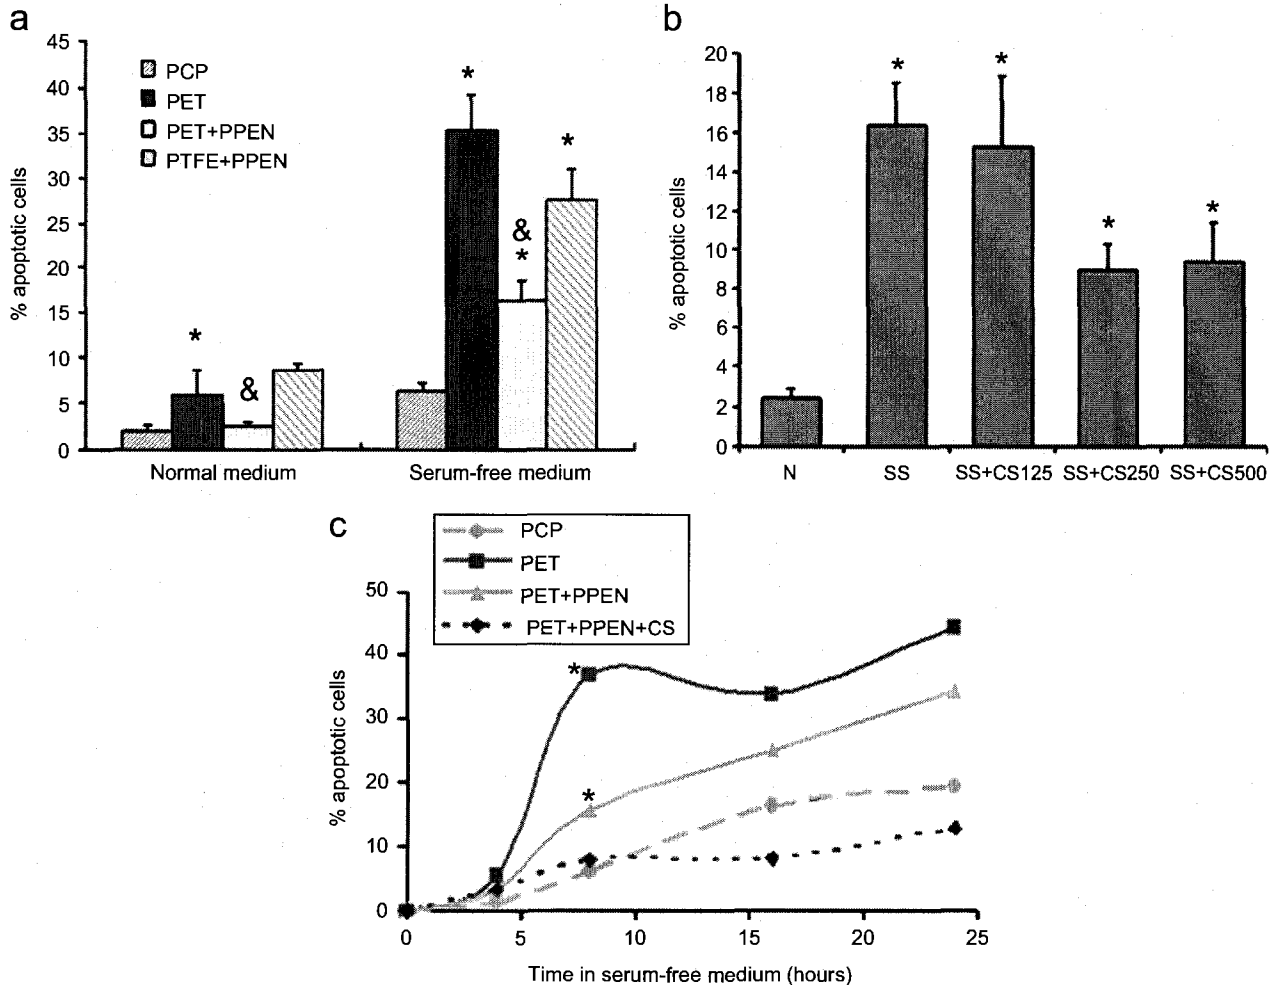 a
45
40
35
30
25
20
15
10
5
0
% apoptotic cells
PCP
PET
PET+PPEN
PTFE+PPEN
*
&
*
&
*
*
Normal medium
Serum-free medium
b
20
18
16
14
12
10
8
6
4
2
0
% apoptotic cells
*
*
*
*
N
SS
SS+CS125
SS+CS250
SS+CS500
c
PCP
PET
PET+PPEN
PET+PPEN+CS
50
40
30
20
10
0
% apoptotic cells
*
*
0
5
10
15
20
25
Time in serum-free medium (hours)